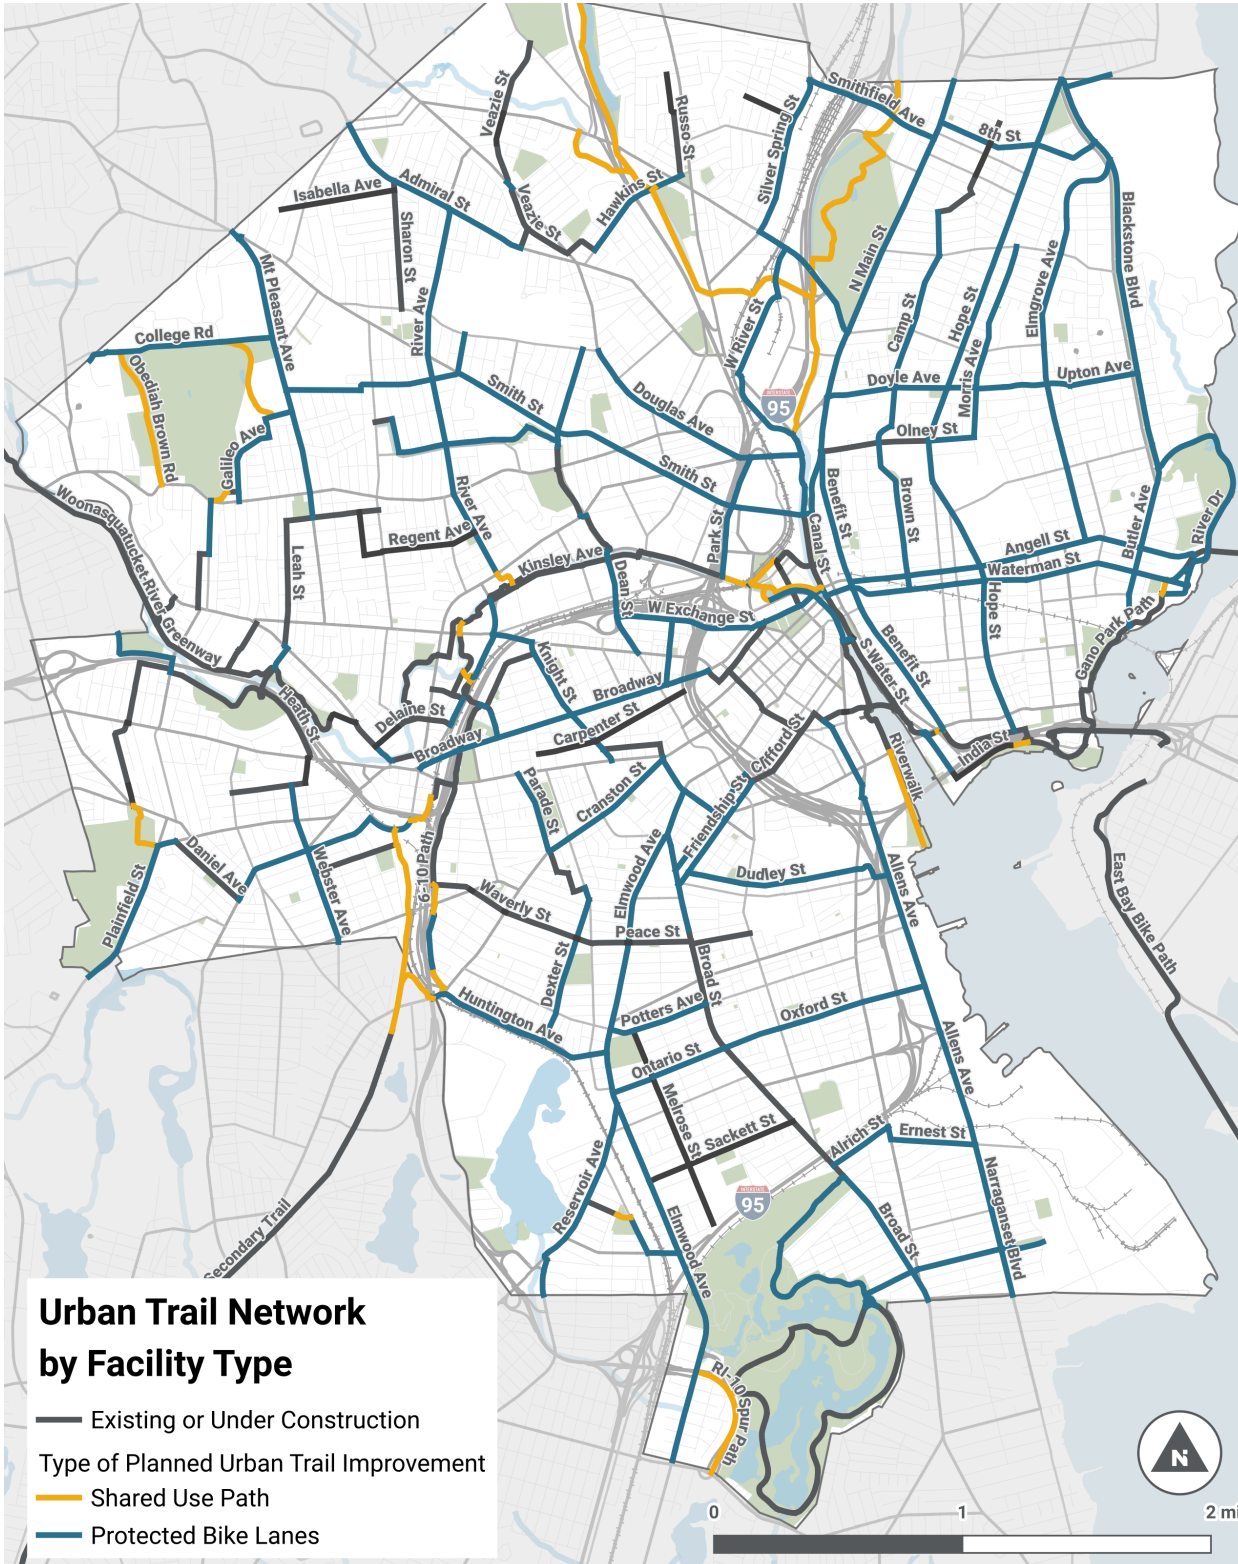 Veazie St
Russo St
Silver Spring St
Smithfield Ave
8th St
Isabella Ave
Admiral St
Veazie St
Hawkins St
Sharon St
N Main St
Blackstone Blvd
Mt Pleasant Ave
River Ave
W River St
Camp St
Hope St
Elmgrove Ave
College Rd
Morris Ave
Obediah Brown Rd
Smith St
Douglas Ave
INTERSTATE
95
Doyle Ave
Upton Ave
Galileo Ave
Olney St
Smith St
Woonasquatucket River Greenway
River Ave
Regent Ave
Park St
Benefit St
Canal St
Brown St
Butler Ave
River Dr
Angell St
Waterman St
Leah St
Kinsley Ave
Dean St
W Exchange St
Hope St
Gano Park Path
Benefit St
S Water St
Knight St
Broadway
Heath St
Delaine St
Broadway
Carpenter St
Clifford St
India St
Riverwalk
Parade St
Cranston St
Friendship St
Daniel Ave
Webster Ave
6-10 Path
Elmwood Ave
Dudley St
Allens Ave
East Bay Bike Path
Plainfield St
Waverly St
Peace St
Dexter St
Broad St
Huntington Ave
Potters Ave
Oxford St
Ontario St
Allens Ave
Melrose St
Sackett St
Alrich St
Ernest St
Reservoir Ave
INTERSTATE
95
Elmwood Ave
Broad St
Narraganset Blvd
Secondary Trail
RI-10 Spur Path
Urban Trail Network
by Facility Type
Existing or Under Construction
Type of Planned Urban Trail Improvement
Shared Use Path
Protected Bike Lanes
N
0
1
2 mi